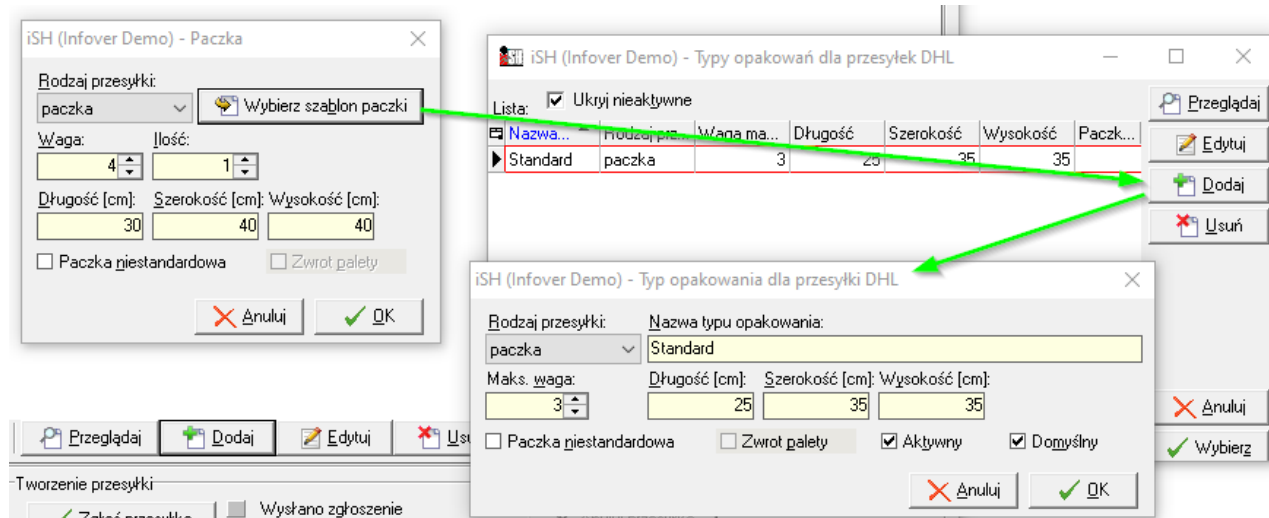 iSH (Infover Demo) - Paczka
Rodzaj przesyłki:
paczka
Wybierz szablon paczki
Waga: Ilość:
4 1
Długość [cm]: Szerokość [cm]: Wysokość [cm]:
30 40 40
Paczka niestandardowa Zwrot palety
Anuluj OK
iSH (Infover Demo) - Typy opakowań dla przesyłek DHL
Lista: Ukryj nieaktywne
Nazwa... Rodzaj prz... Waga ma... Długość Szerokość Wysokość Paczk...
Standard paczka 3 25 35 35
Przeglądaj
Edytuj
Dodaj
Usuń
Anuluj
Wybierz
iSH (Infover Demo) - Typ opakowania dla przesyłki DHL
Rodzaj przesyłki: Nazwa typu opakowania:
paczka Standard
Maks. waga: Długość [cm]: Szerokość [cm]: Wysokość [cm]:
3 25 35 35
Paczka niestandardowa Zwrot palety Aktywny Domyślny
Anuluj OK
Przeglądaj Dodaj Edytuj
Tworzenie przesyłki
Wysłano zgłoszenie